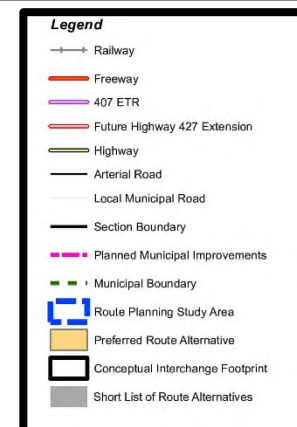 Legend
Railway
Freeway
407 ETR
Future Highway 427 Extension
Highway
Arterial Road
Local Municipal Road
Section Boundary
Planned Municipal Improvements
Municipal Boundary
Route Planning Study Area
Preferred Route Alternative
Conceptual Interchange Footprint
Short List of Route Alternatives